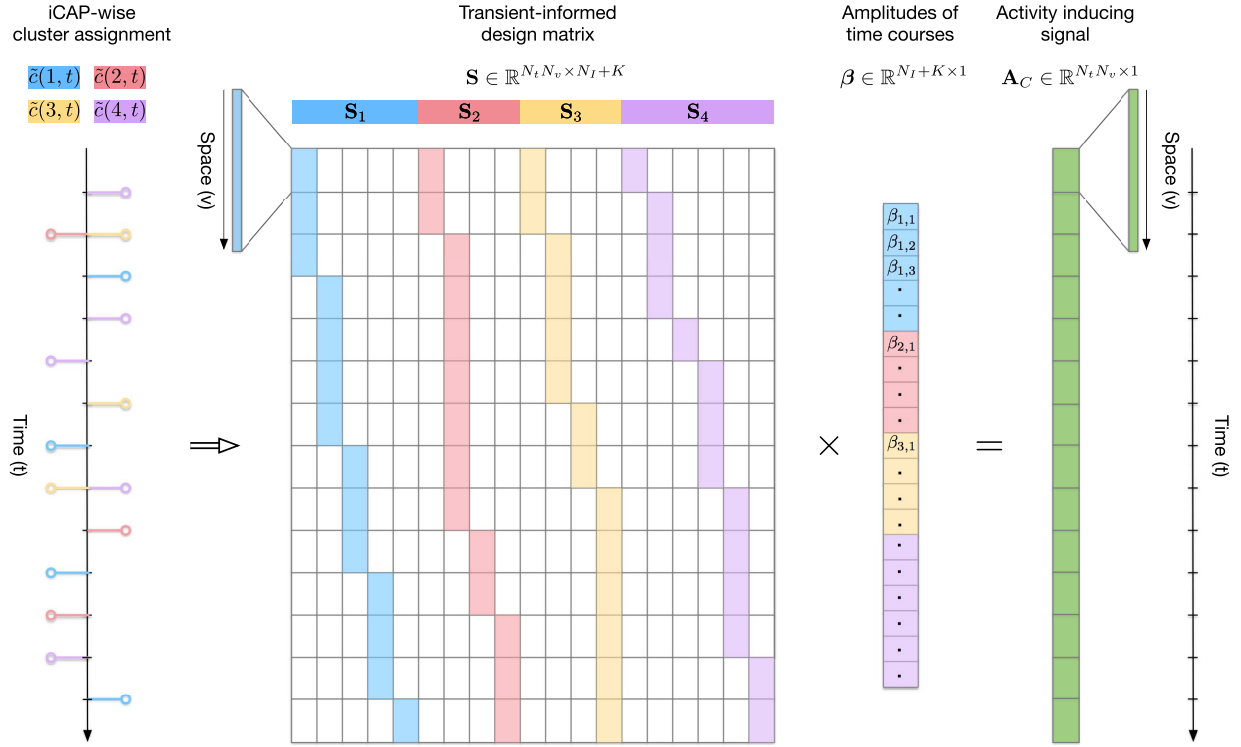 iCAP-wise
cluster assignment
c̃(1, t) c̃(2, t)
c̃(3, t) c̃(4, t)
Time (t)
Transient-informed
design matrix
S ∈ ℝ^{N_t N_v × N_I + K}
Space (v)
S₁ S₂ S₃ S₄
×
Amplitudes of
time courses
β ∈ ℝ^{N_I + K × 1}
β₁,₁
β₁,₂
β₁,₃
β₂,₁
β₃,₁
=
Activity inducing
signal
A_C ∈ ℝ^{N_t N_v × 1}
Space (v)
Time (t)